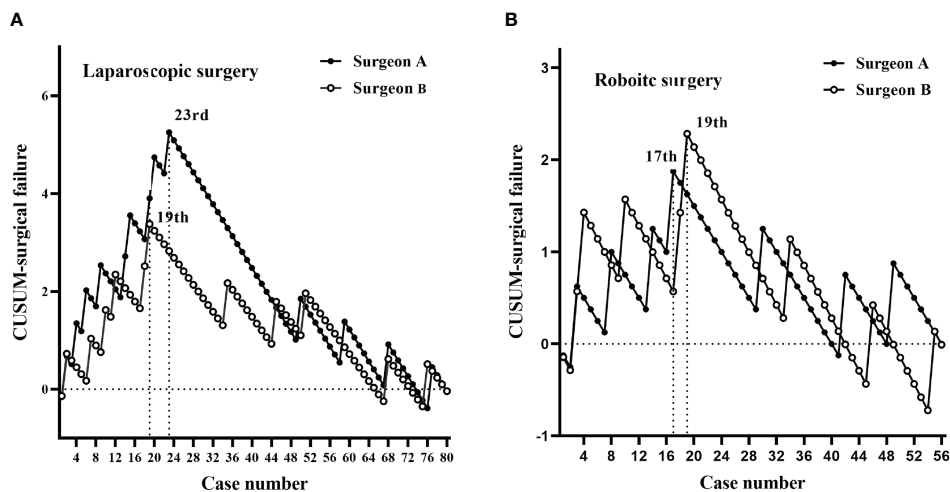 A
CUSUM-surgical failure
6
4
2
0
Laparoscopic surgery
Surgeon A
Surgeon B
23rd
19th
4 8 12 16 20 24 28 32 36 40 44 48 52 56 60 64 68 72 76 80
Case number
B
CUSUM-surgical failure
3
2
1
0
-1
Roboitc surgery
Surgeon A
Surgeon B
19th
17th
4 8 12 16 20 24 28 32 36 40 44 48 52 56
Case number